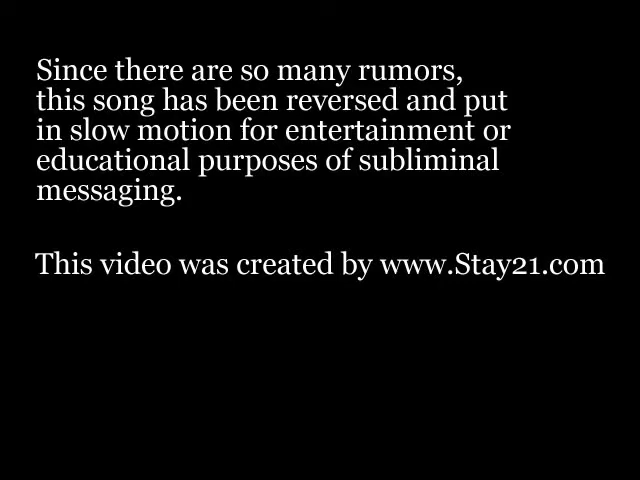 Since there are so many rumors,
this song has been reversed and put
in slow motion for entertainment or
educational purposes of subliminal
messaging.
This video was created by www.Stay21.com